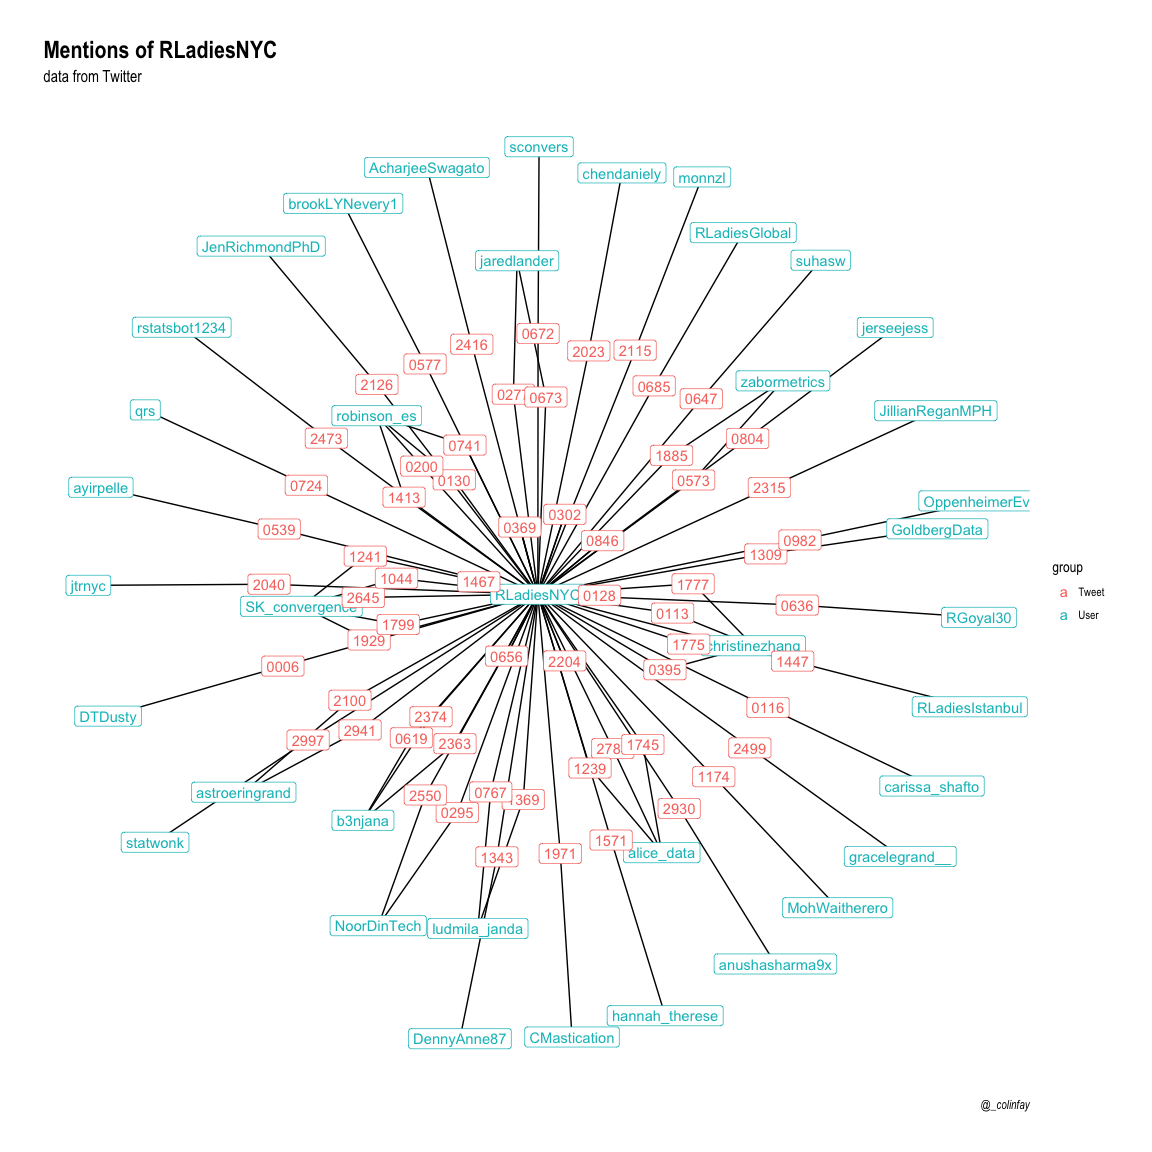 Mentions of RLadiesNYC
data from Twitter
sconvers
AcharjeeSwagato
chendaniely
monnzl
brookLYNevery1
RLadiesGlobal
JenRichmondPhD
jaredlander
suhasw
rstatsbot1234
jerseejess
0672
2416
2023
2115
0577
2126
zabormetrics
0685
0673
0647
qrs
robinson_es
JillianReganMPH
2473
0741
0804
1885
0200
0130
0573
0724
ayirpelle
2315
1413
OppenheimerEv
0302
0369
0539
GoldbergData
0846
0982
1241
1309
group
1044
1467
2040
jtrnyc
1777
a Tweet
RLadiesNYC
0128
2645
SK_convergence
0636
a User
0113
RGoyal30
1799
1929
1775
christinezhang
0656
2204
1447
0006
0395
2100
RLadiesIstanbul
0116
DTDusty
2374
2941
0619
2997
2363
1745
2499
1239
1174
carissa_shafto
astroeringrand
2550
0767
0295
2930
b3njana
statwonk
1571
1971
alice_data
1343
gracelegrand__
MohWaitherero
NoorDinTech
ludmila_janda
anushasharma9x
hannah_therese
DennyAnne87
CMastication
@_colinfay